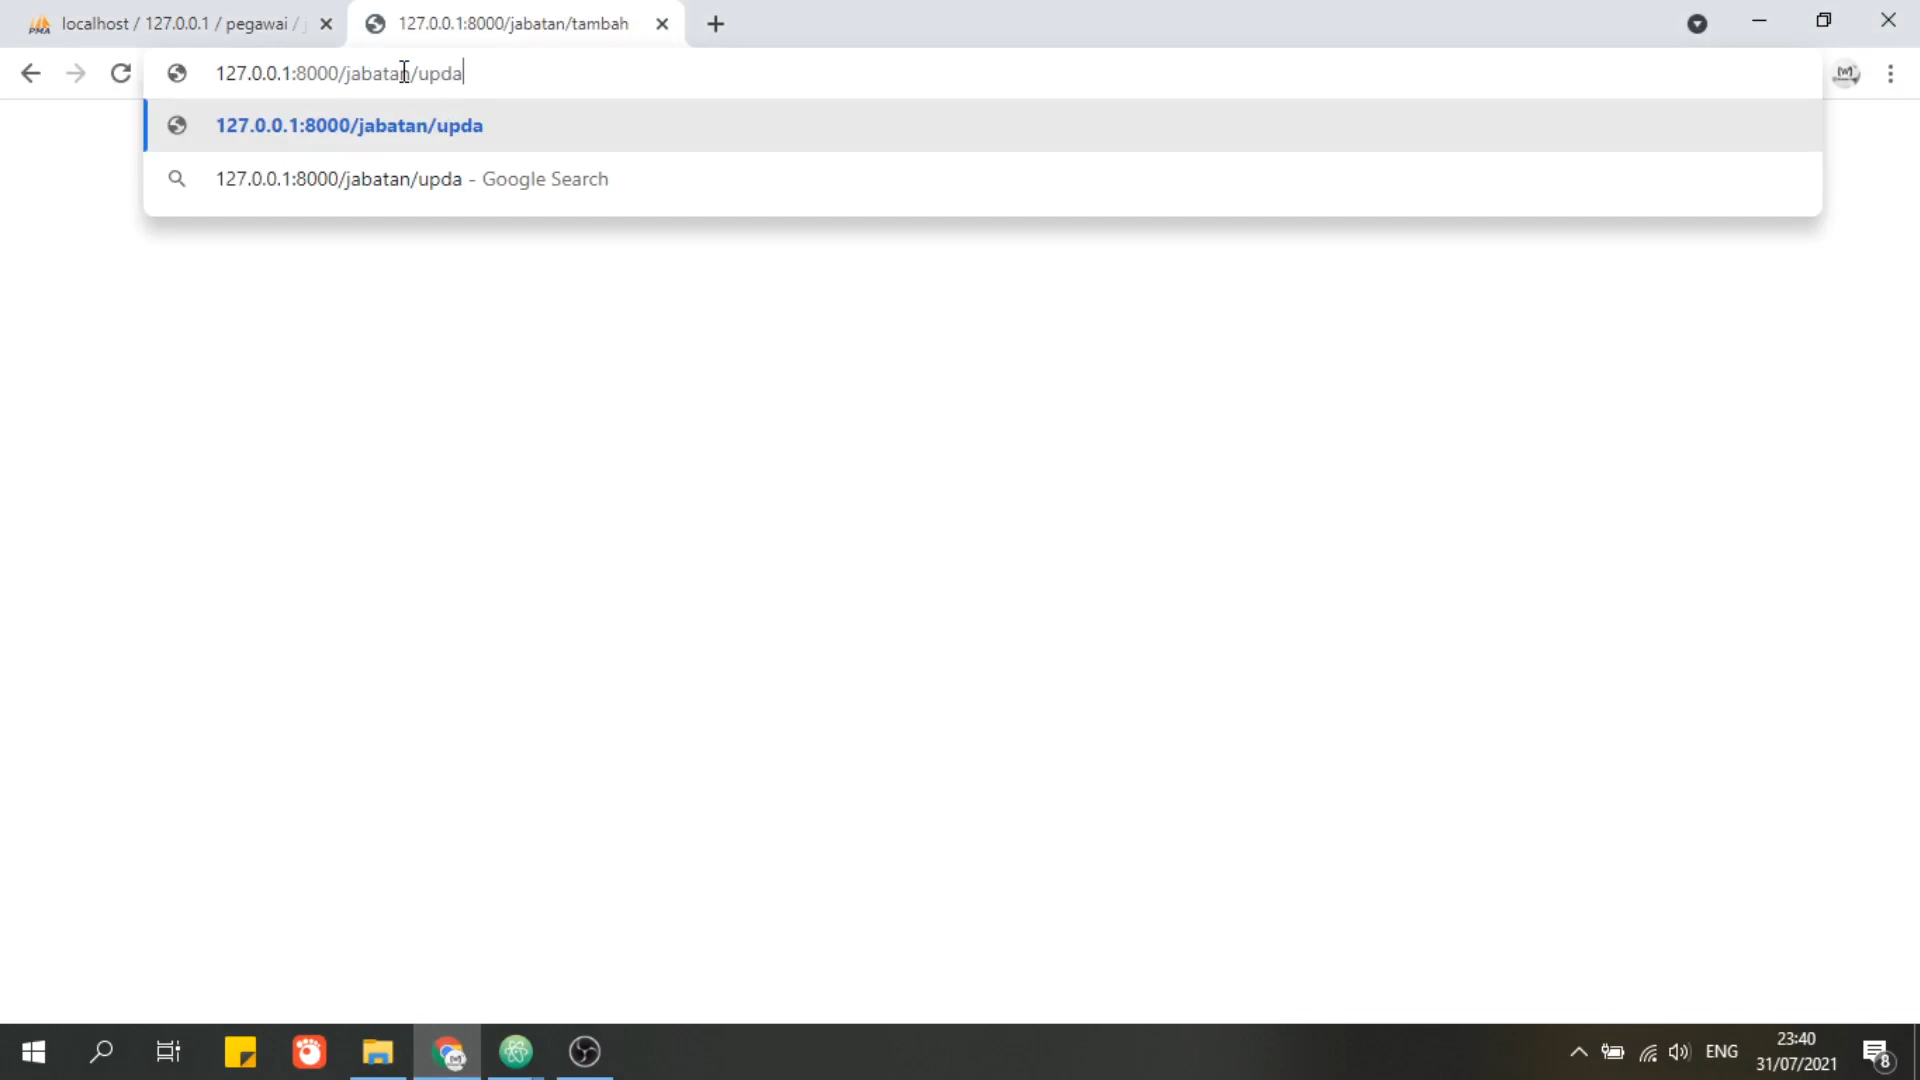 localhost / 127.0.0.1 / pegawai /
127.0.0.1:8000/jabatan/tambah
127.0.0.1:8000/jabatan/upda
127.0.0.1:8000/jabatan/upda
127.0.0.1:8000/jabatan/upda - Google Search
ENG
23:40
31/07/2021
8
PMA